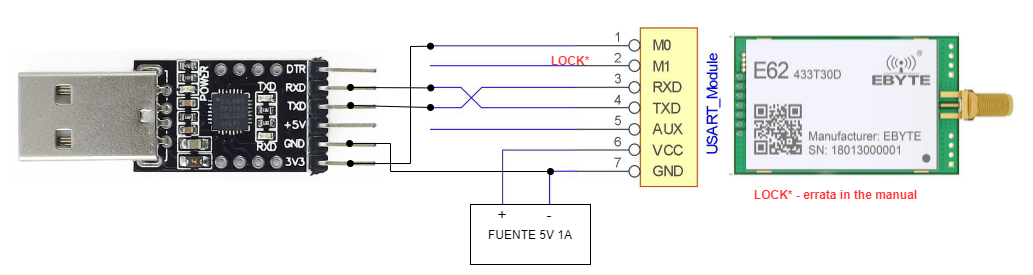 POWER
TXD
RXD
DTR
RXD
TXD
+5V
GND
3V3
LOCK*
1 M0
2 M1
3 RXD
4 TXD
5 AUX
6 VCC
7 GND
USART_Module
+ -
FUENTE 5V 1A
E62 433T30D
EBYTE
Manufacturer: EBYTE
SN: 18013000001
LOCK* - errata in the manual